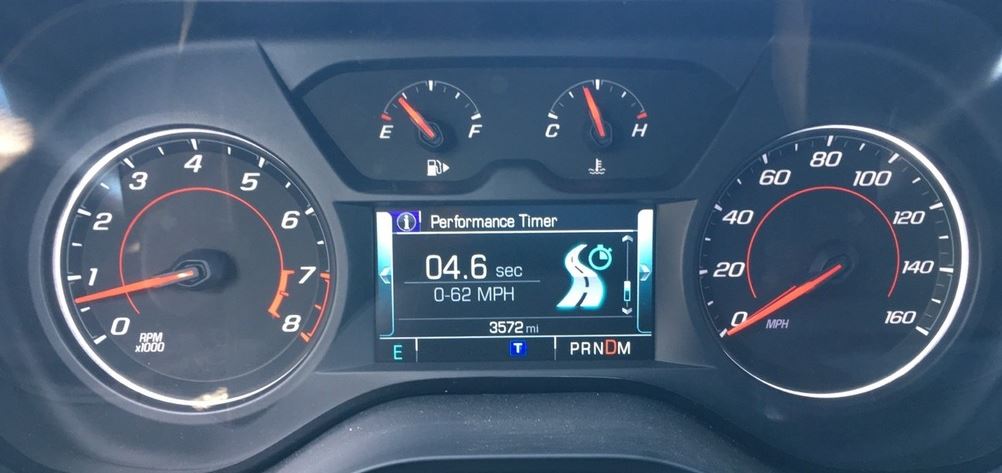 E F
C H
0 1 2 3 4 5 6 7 8
RPM
x1000
i Performance Timer
04.6 sec
0-62 MPH
3572 mi
E T PRNDM
0 20 40 60 80 100 120 140 160
MPH